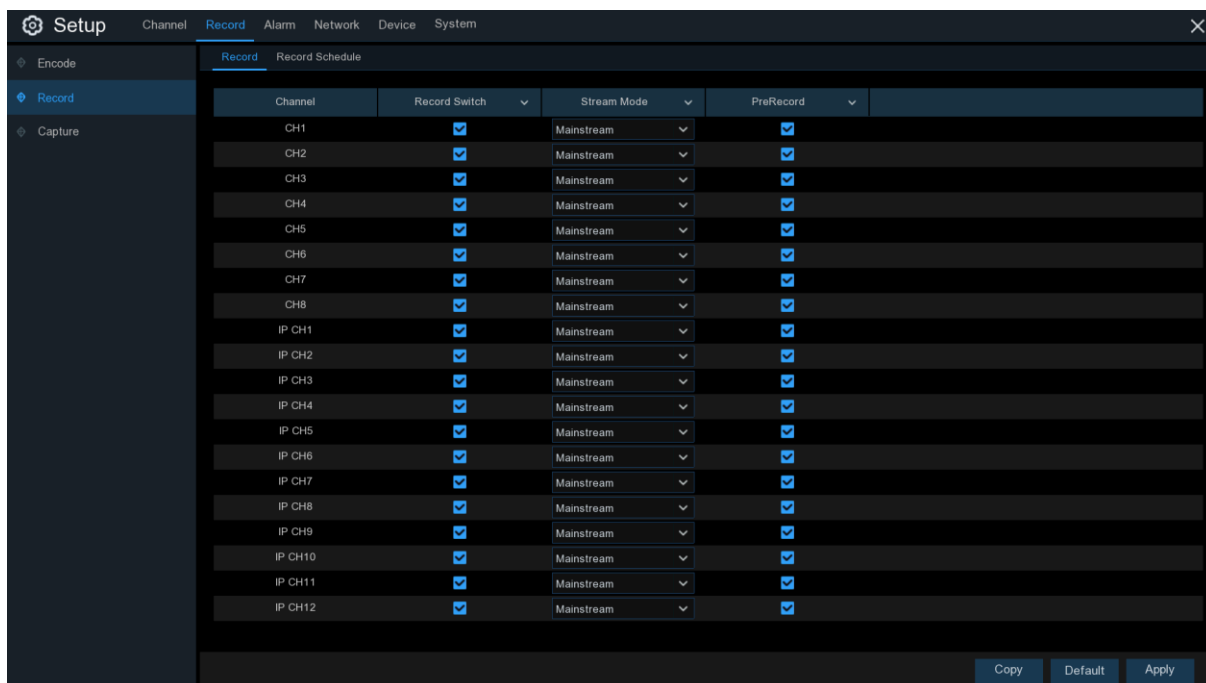 Setup Channel Record Alarm Network Device System
Encode
Record
Capture
Record Record Schedule
Channel Record Switch Stream Mode PreRecord
CH1 Mainstream
CH2 Mainstream
CH3 Mainstream
CH4 Mainstream
CH5 Mainstream
CH6 Mainstream
CH7 Mainstream
CH8 Mainstream
IP CH1 Mainstream
IP CH2 Mainstream
IP CH3 Mainstream
IP CH4 Mainstream
IP CH5 Mainstream
IP CH6 Mainstream
IP CH7 Mainstream
IP CH8 Mainstream
IP CH9 Mainstream
IP CH10 Mainstream
IP CH11 Mainstream
IP CH12 Mainstream
Copy Default Apply